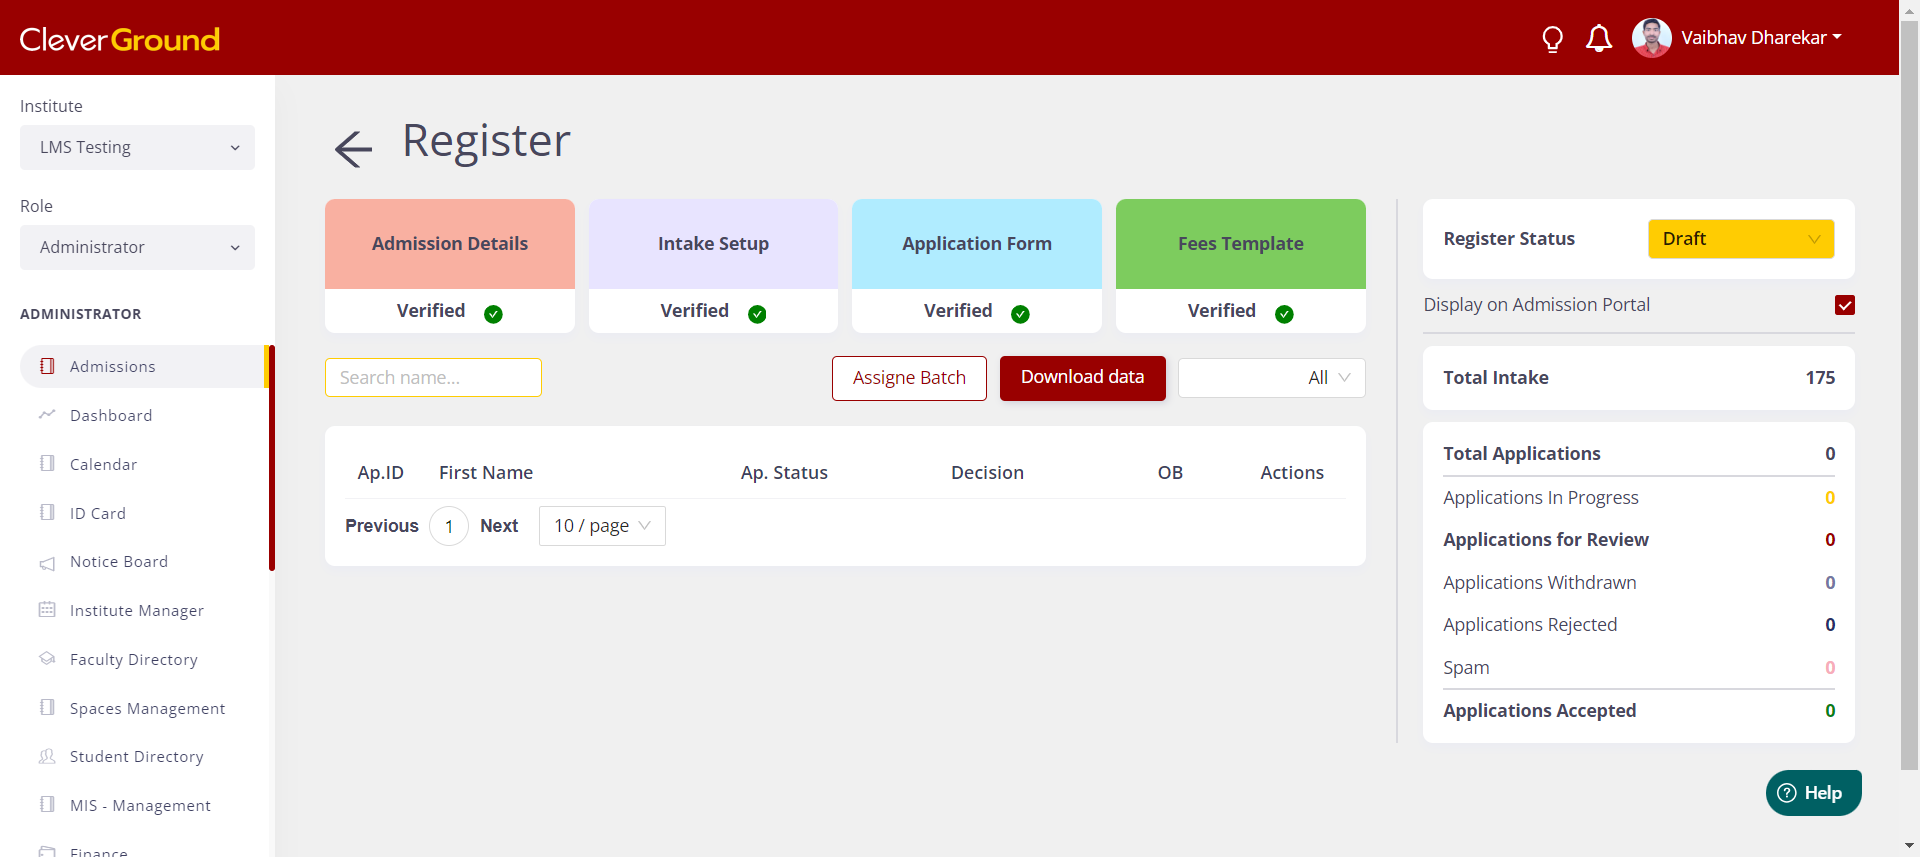 CleverGround
Vaibhav Dharekar
Institute
LMS Testing
Role
Administrator
ADMINISTRATOR
Admissions
Dashboard
Calendar
ID Card
Notice Board
Institute Manager
Faculty Directory
Spaces Management
Student Directory
MIS - Management
Finance
Register
Admission Details
Verified
Intake Setup
Verified
Application Form
Verified
Fees Template
Verified
Search name...
Assigne Batch
Download data
All
Ap.ID First Name Ap. Status Decision OB Actions
Previous 1 Next 10 / page
Register Status Draft
Display on Admission Portal
Total Intake 175
Total Applications 0
Applications In Progress 0
Applications for Review 0
Applications Withdrawn 0
Applications Rejected 0
Spam 0
Applications Accepted 0
? Help